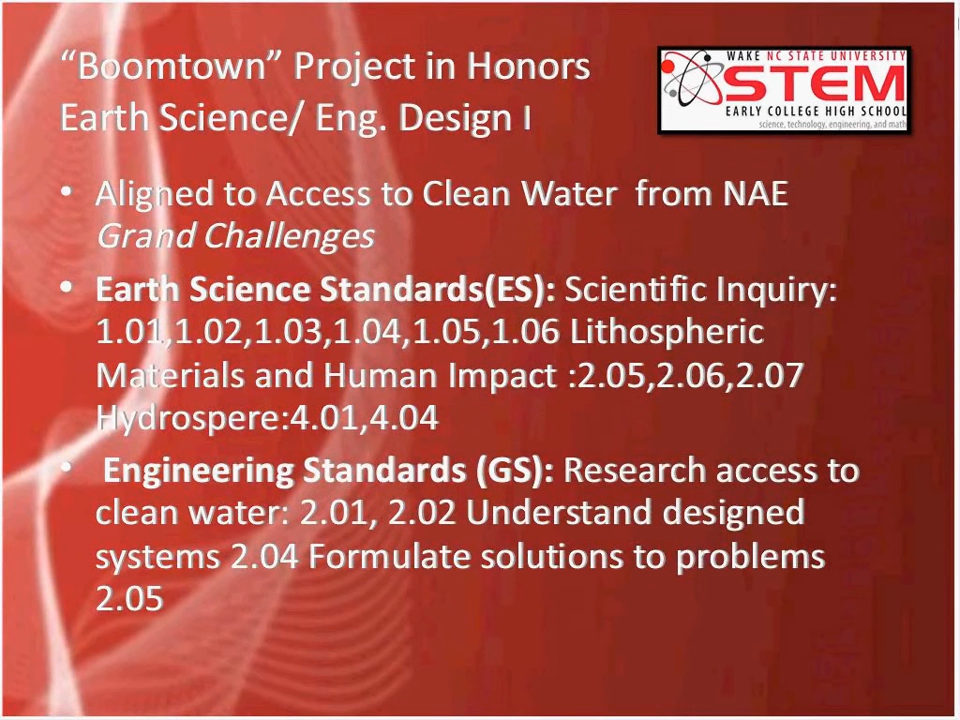 “Boomtown” Project in Honors
Earth Science/ Eng. Design I
WAKE NC STATE UNIVERSITY
STEM
EARLY COLLEGE HIGH SCHOOL
science, technology, engineering, and math
• Aligned to Access to Clean Water from NAE
Grand Challenges
• Earth Science Standards(ES): Scientific Inquiry:
1.01,1.02,1.03,1.04,1.05,1.06 Lithospheric
Materials and Human Impact :2.05,2.06,2.07
Hydrospere:4.01,4.04
• Engineering Standards (GS): Research access to
clean water: 2.01, 2.02 Understand designed
systems 2.04 Formulate solutions to problems
2.05